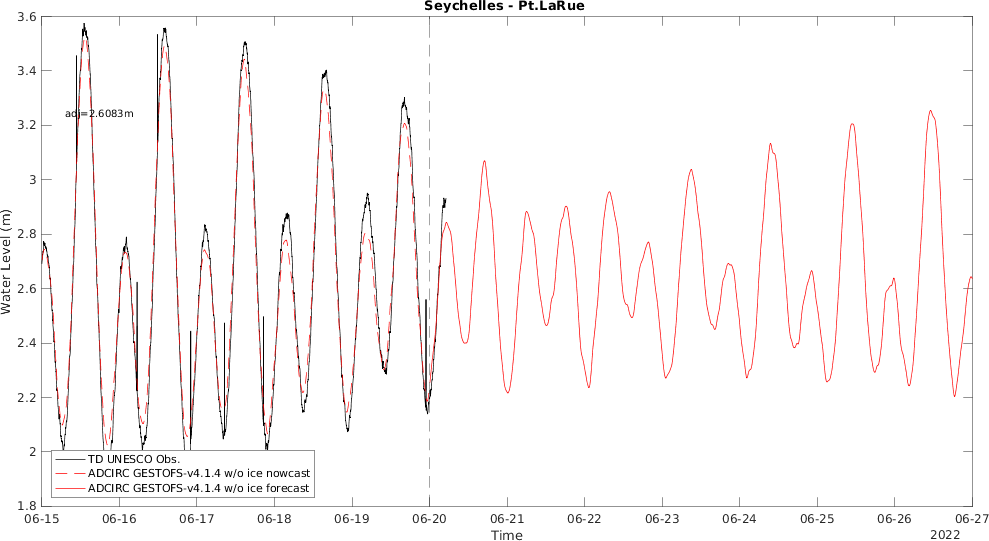 Seychelles - Pt.LaRue
3.6
3.4
adj=2.6083m
3.2
3
2.8
2.6
2.4
2.2
2
1.8
Water Level (m)
TD UNESCO Obs.
ADCIRC GESTOFS-v4.1.4 w/o ice nowcast
ADCIRC GESTOFS-v4.1.4 w/o ice forecast
06-15 06-16 06-17 06-18 06-19 06-20 06-21 06-22 06-23 06-24 06-25 06-26 06-27
Time
2022